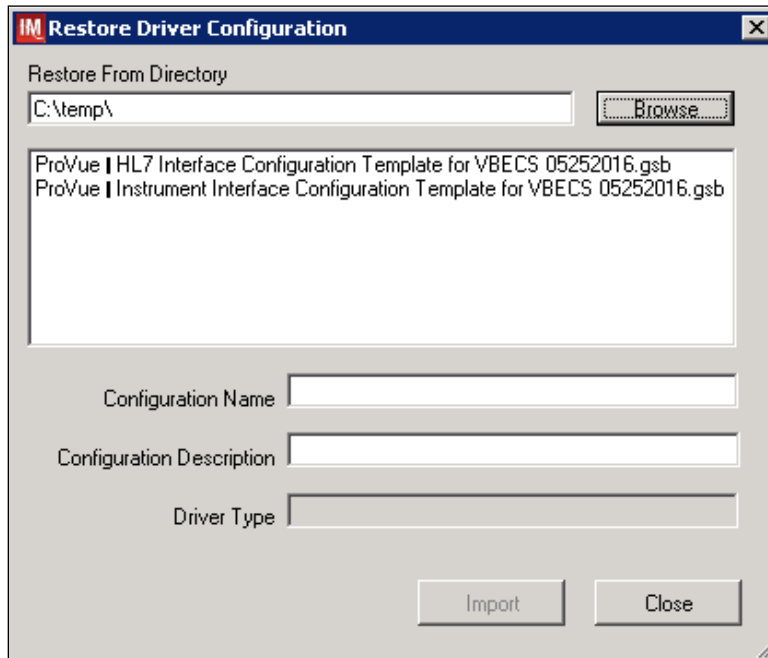 IM Restore Driver Configuration
Restore From Directory
C:\temp\
Browse
ProVue | HL7 Interface Configuration Template for VBECS 05252016.gsb
ProVue | Instrument Interface Configuration Template for VBECS 05252016.gsb
Configuration Name
Configuration Description
Driver Type
Import
Close